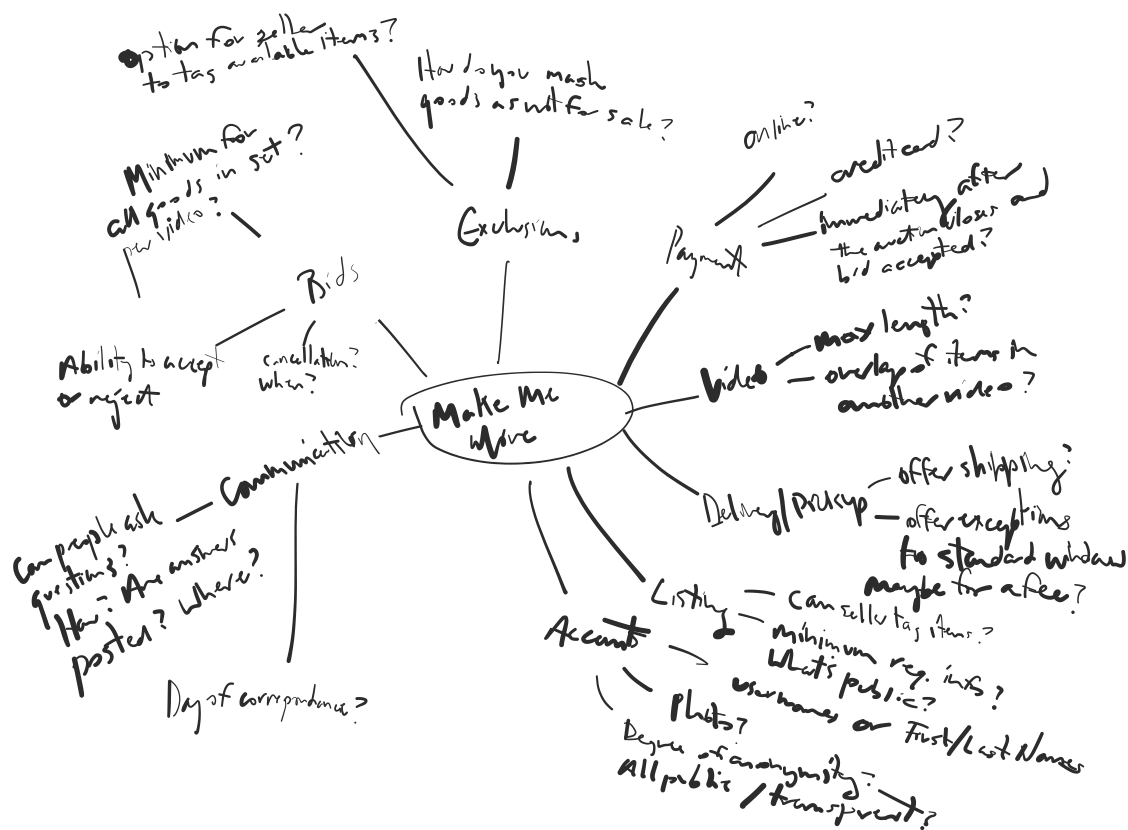 option for seller
to tag available items?
How do you mark
goods as not for sale?
Exclusions
Minimum for
all goods in set?
per video?
Bids
Ability to accept
or reject
cancellation?
when?
online?
credit card?
Payment
immediately after
the auction closes and
bid accepted?
Make Me
Move
Video
max length?
overlap of items in
another video?
Delivery/Pickup
offer shipping?
offer exceptions
to standard window
maybe for a fee?
Listing
can seller tag items?
minimum req. info?
What's public?
Account
usernames or First/Last Names
Photo?
Degree of anonymity?
All public / transparent?
Communication
Can people ask
questions?
How? Are answers
posted? Where?
Day of correspondance?